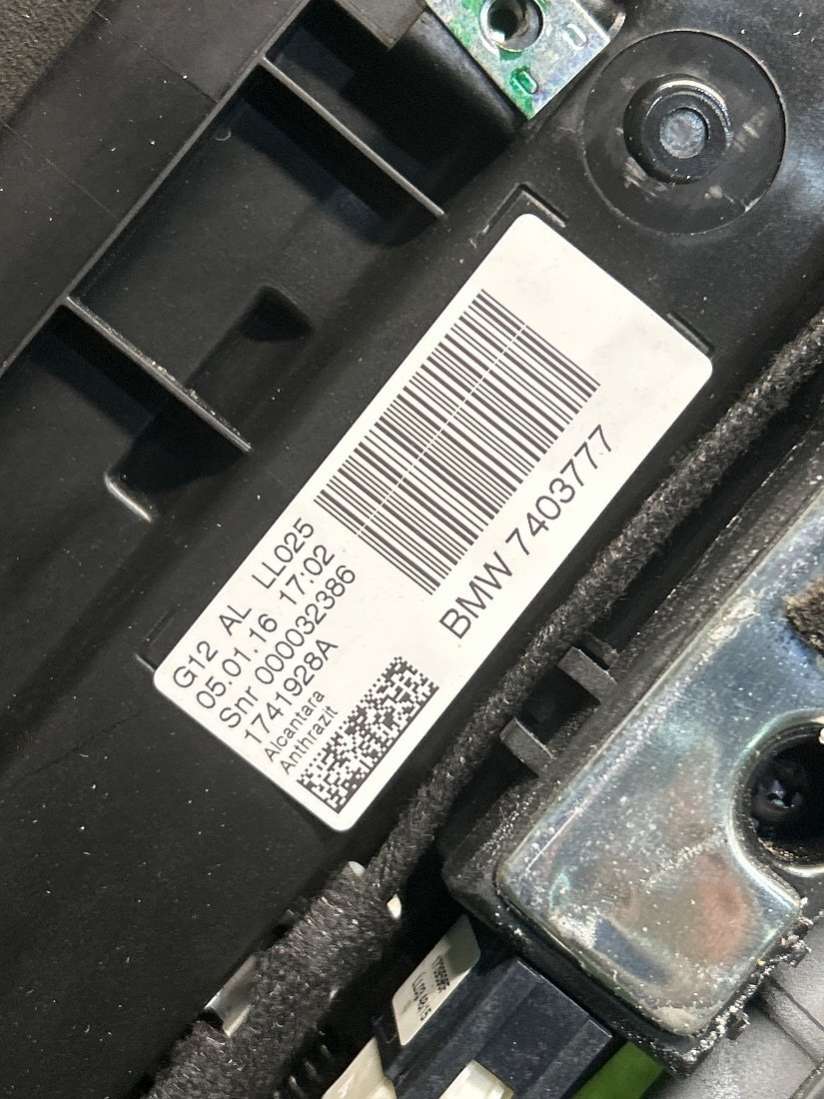 BMW 7403777
G12 AL LL025
05.01.16 17:02
Snr 000032386
1741928A
Alcantara
Anthrazit